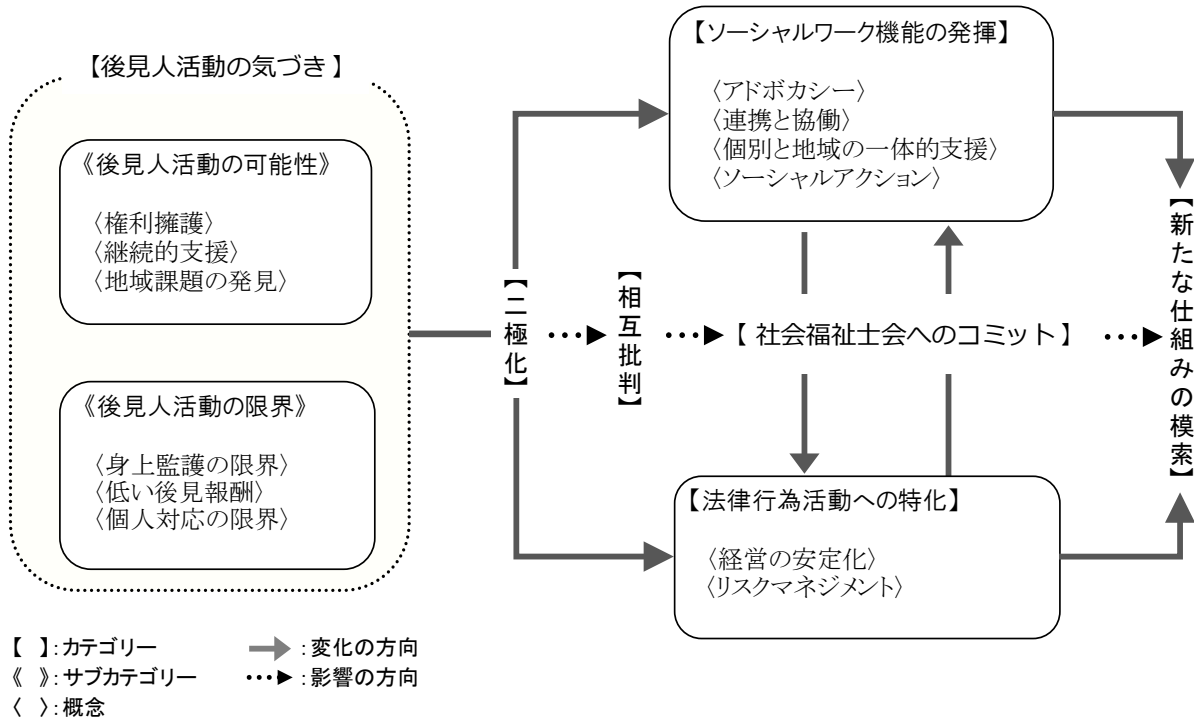 【後見人活動の気づき】
《後見人活動の可能性》
〈権利擁護〉
〈継続的支援〉
〈地域課題の発見〉
《後見人活動の限界》
〈身上監護の限界〉
〈低い後見報酬〉
〈個人対応の限界〉
【二極化】
【相互批判】
【ソーシャルワーク機能の発揮】
〈アドボカシー〉
〈連携と協働〉
〈個別と地域の一体的支援〉
〈ソーシャルアクション〉
【 社会福祉士会へのコミット 】
【法律行為活動への特化】
〈経営の安定化〉
〈リスクマネジメント〉
【新たな仕組みの模索】
【 】：カテゴリー
《 》：サブカテゴリー
〈 〉：概念
：変化の方向
：影響の方向